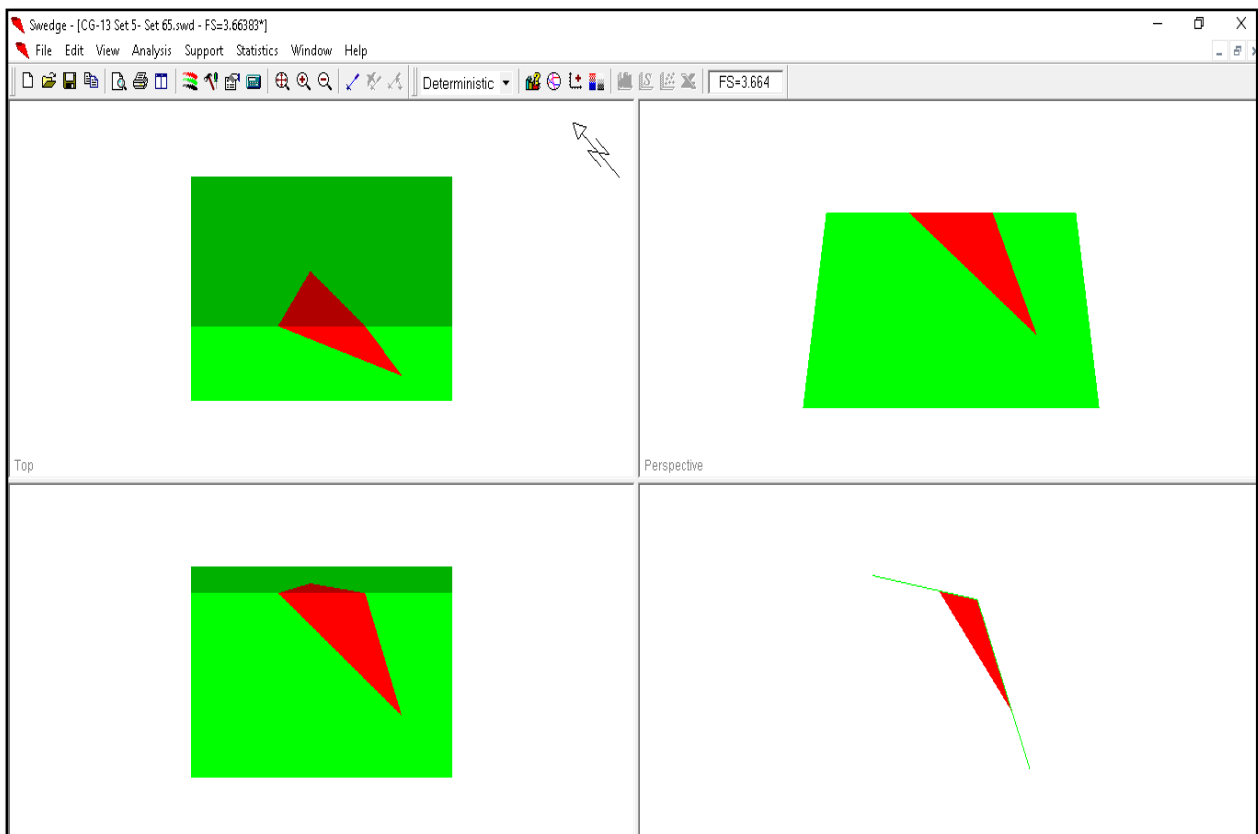 Swedge - [CG-13 Set 5- Set 65.swd - FS=3.66383*]
File Edit View Analysis Support Statistics Window Help
Deterministic FS=3.664
Top
Perspective